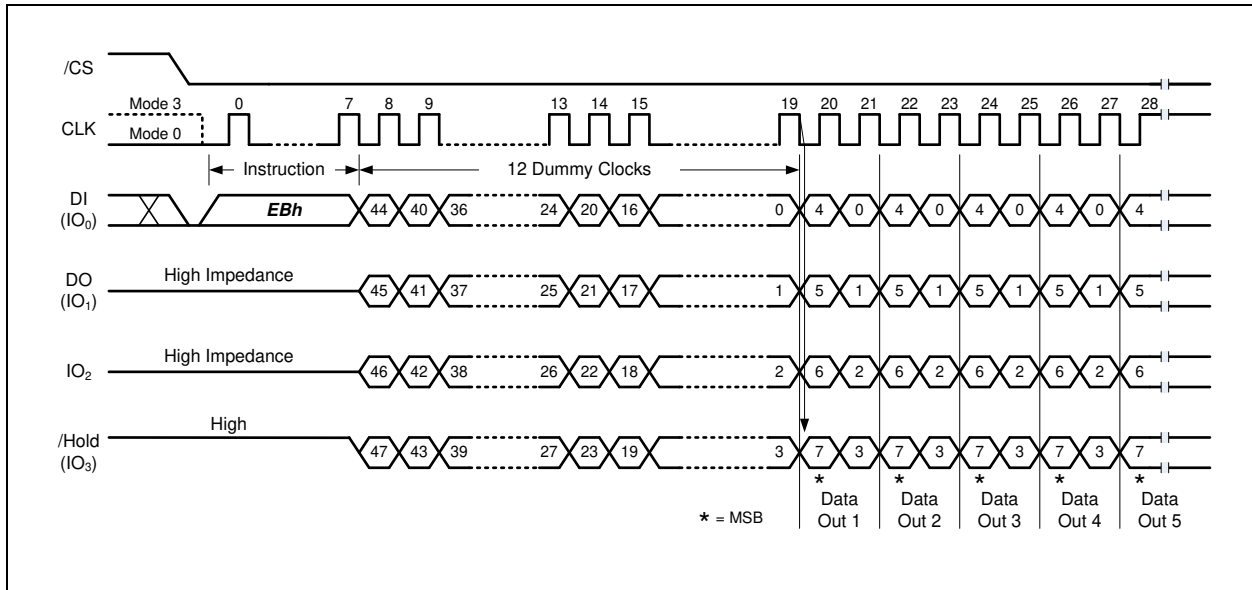 /CS
Mode 3 0 7 8 9 13 14 15 19 20 21 22 23 24 25 26 27 28
CLK
Mode 0
Instruction 12 Dummy Clocks
DI
(IO0) EBh 44 40 36 24 20 16 0 4 0 4 0 4 0 4 0 4
DO
(IO1) High Impedance 45 41 37 25 21 17 1 5 1 5 1 5 1 5 1 5
IO2 High Impedance 46 42 38 26 22 18 2 6 2 6 2 6 2 6 2 6
/Hold
(IO3) High 47 43 39 27 23 19 3 7 3 7 3 7 3 7 3 7
* * * * *
* = MSB
Data Data Data Data Data
Out 1 Out 2 Out 3 Out 4 Out 5